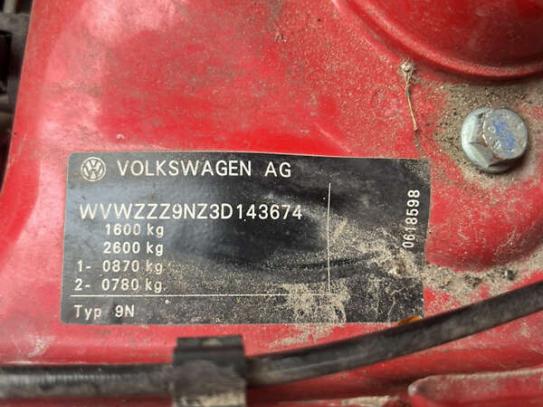 VOLKSWAGEN AG
WVWZZZ9NZ3D143674
1600 kg
2600 kg
1- 0870 kg
2- 0780 kg
Typ 9N
0618598